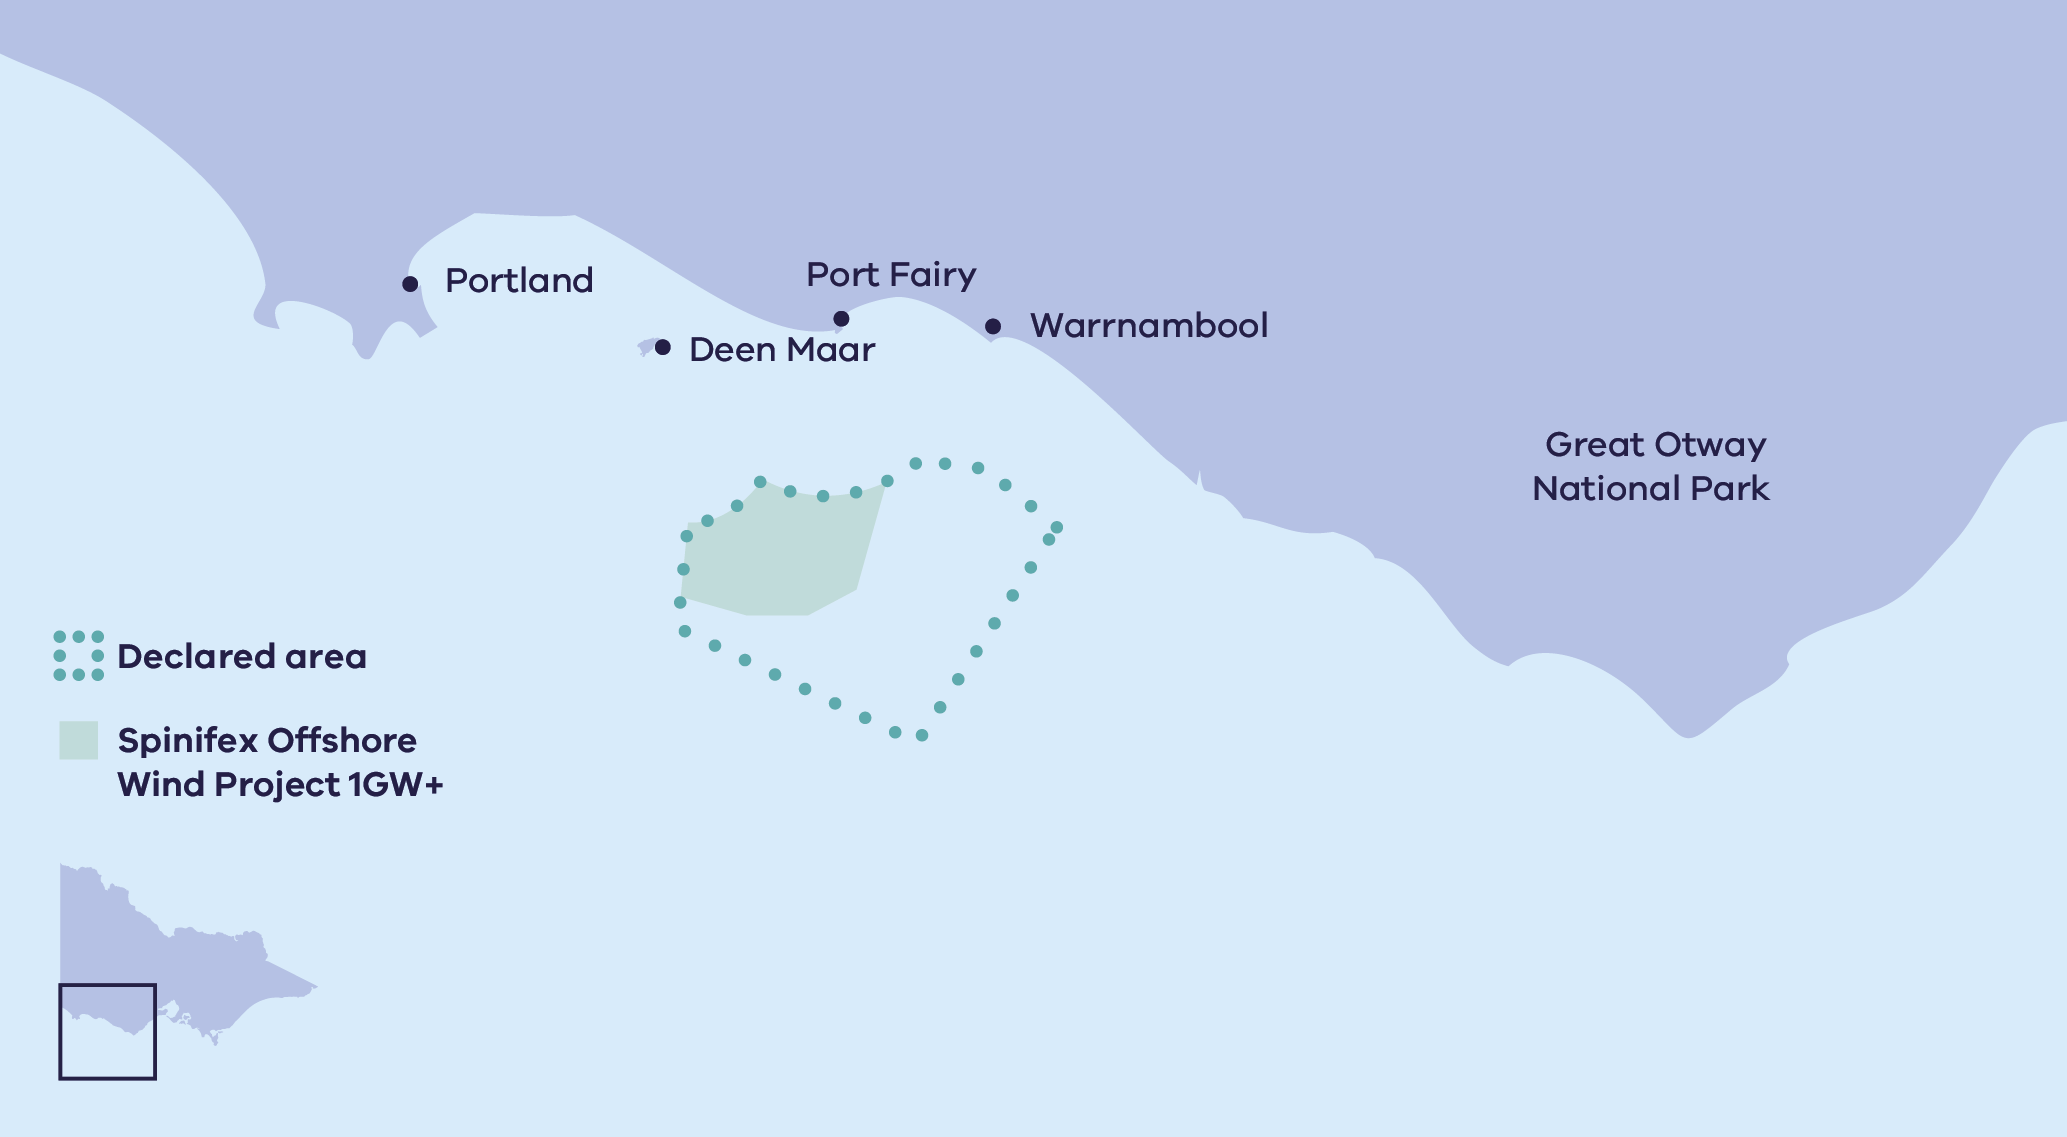 Portland
Port Fairy
Warrnambool
Deen Maar
Great Otway
National Park
Declared area
Spinifex Offshore
Wind Project 1GW+